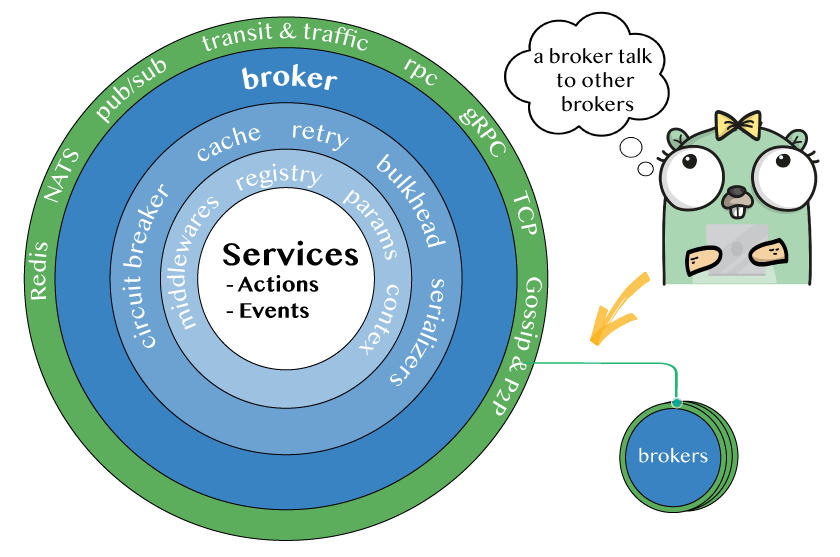 transit & traffic
pub/sub
rpc
NATS
gRPC
Redis
TCP
Gossip & P2P
broker
cache
retry
circuit breaker
bulkhead
serializers
registry
middlewares
params
contex
Services
- Actions
- Events
a broker talk
to other
brokers
brokers